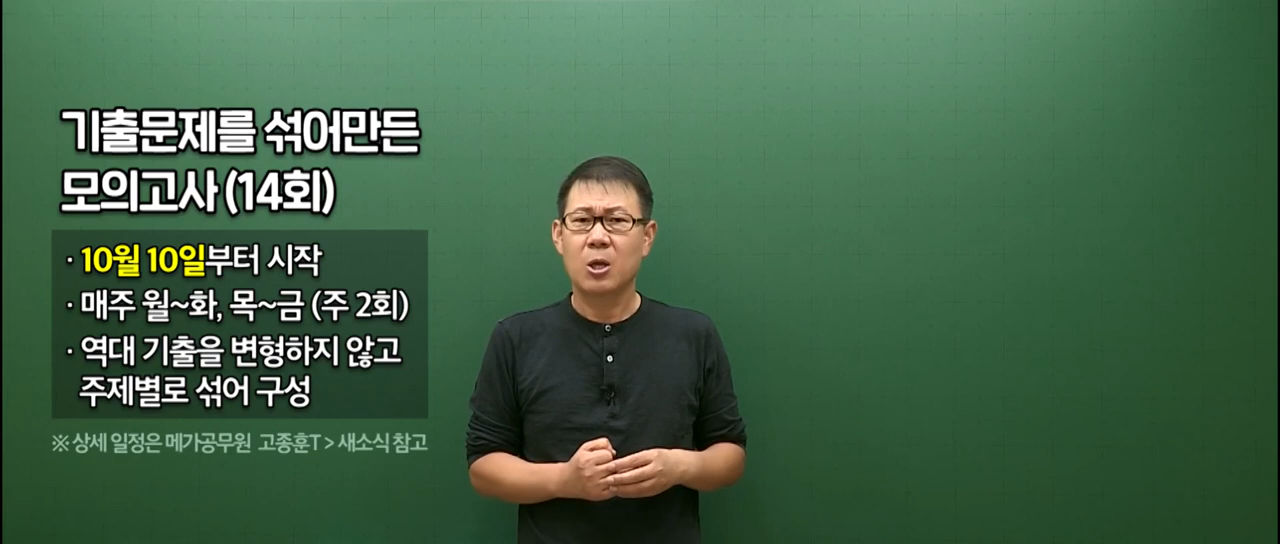 기출문제를 섞어만든
모의고사 (14회)
· 10월 10일부터 시작
· 매주 월~화, 목~금 (주 2회)
· 역대 기출을 변형하지 않고
주제별로 섞어 구성
※ 상세 일정은 메가공무원 고종훈T > 새소식 참고